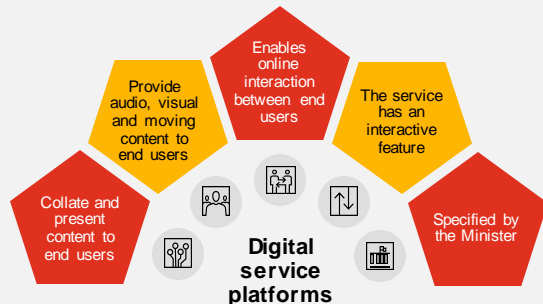 Collate and
present
content to
end users
Provide
audio, visual
and moving
content to
end users
Enables
online
interaction
between end
users
The service
has an
interactive
feature
Specified by
the Minister
Digital
service
platforms